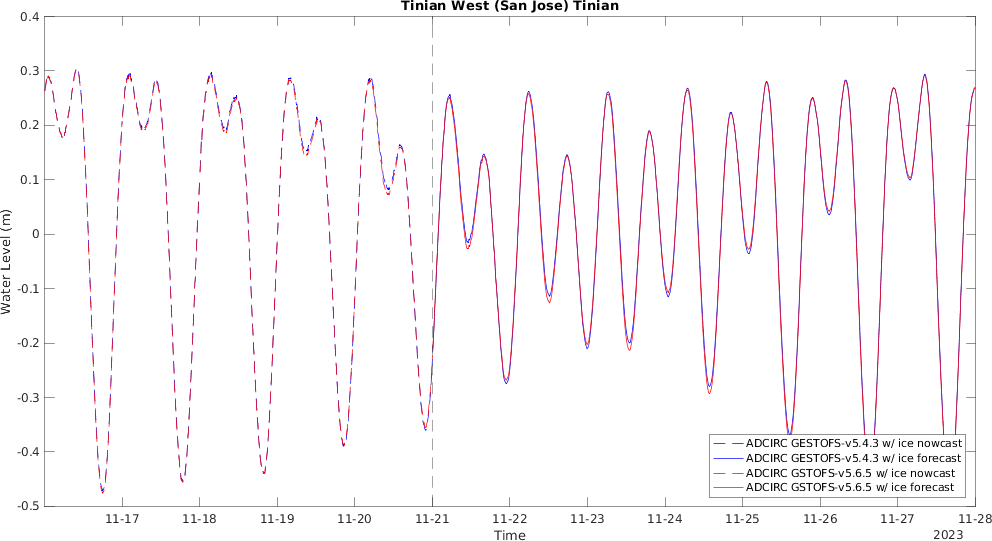 Tinian West (San Jose) Tinian
0.4
0.3
0.2
0.1
0
-0.1
-0.2
-0.3
-0.4
-0.5
Water Level (m)
ADCIRC GESTOFS-v5.4.3 w/ ice nowcast
ADCIRC GESTOFS-v5.4.3 w/ ice forecast
ADCIRC GSTOFS-v5.6.5 w/ ice nowcast
ADCIRC GSTOFS-v5.6.5 w/ ice forecast
11-17 11-18 11-19 11-20 11-21 11-22 11-23 11-24 11-25 11-26 11-27 11-28
Time
2023